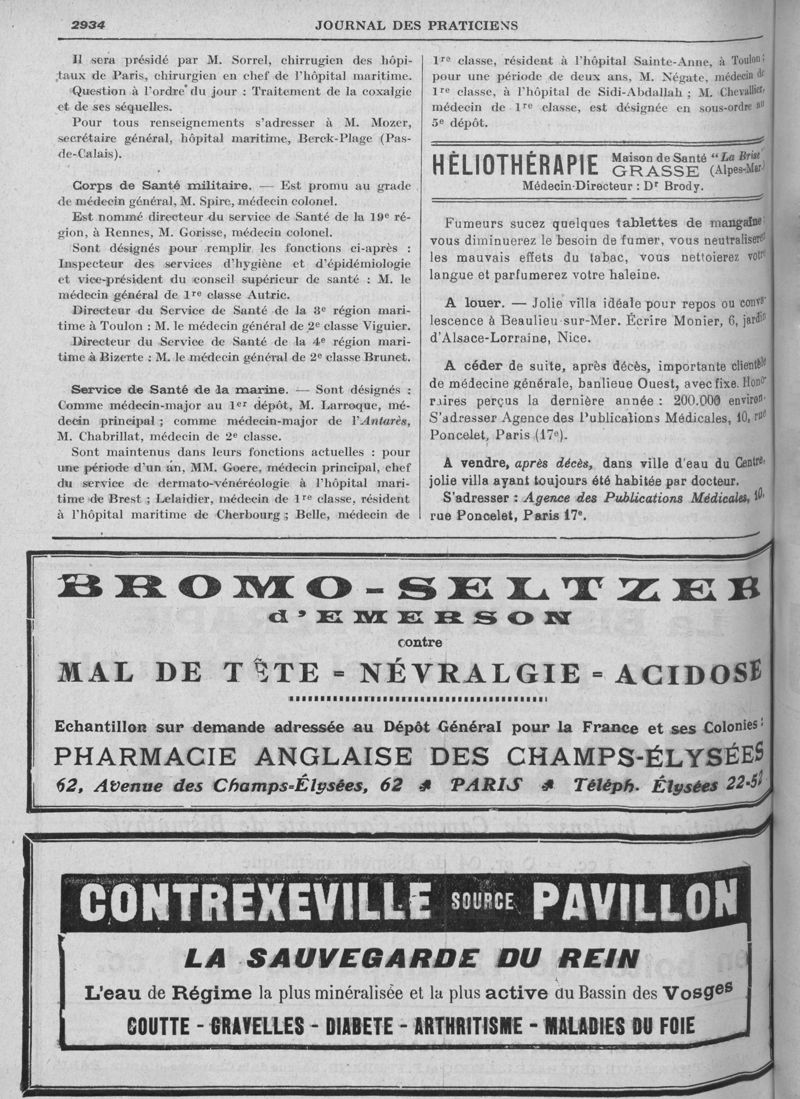 2934
JOURNAL DES PRATICIENS
Il sera présidé par M. Sorrel, chirrugien des hôpi-
taux de Paris, chirurgien en chef de l'hôpital maritime.
Question à l'ordre du jour : Traitement de la coxalgie
et de ses séquelles.
Pour tous renseignements s'adresser à M. Mozer,
secrétaire général, hôpital maritime, Berck-Plage (Pas-
de-Calais).
Corps de Santé militaire. — Est promu au grade
de médecin général, M. Spire, médecin colonel.
Est nommé directeur du service de Santé de la 19e ré-
gion, à Rennes, M. Gorisse, médecin colonel.
Sont désignés pour remplir les fonctions ci-après :
Inspecteur des services d'hygiène et d'épidémiologie
et vice-président du conseil supérieur de santé : M. le
médecin général de 1re classe Autric.
Directeur du Service de Santé de la 3e région mari-
time à Toulon : M. le médecin général de 2e classe Viguier.
Directeur du Service de Santé de la 4e région mari-
time à Bizerte : M. le médecin général de 2e classe Brunet.
Service de Santé de la marine. — Sont désignés :
Comme médecin-major au 1er dépôt, M. Larroque, mé-
decin principal ; comme médecin-major de l'Antarès,
M. Chabrillat, médecin de 2e classe.
Sont maintenus dans leurs fonctions actuelles : pour
une période d'un an, MM. Goere, médecin principal, chef
du service de dermato-vénéréologie à l'hôpital mari-
time de Brest ; Lelaidier, médecin de 1re classe, résident
à l'hôpital maritime de Cherbourg ; Belle, médecin de
1re classe, résident à l'hôpital Sainte-Anne, à Toulon ;
pour une période de deux ans, M. Négate, médecin de
1re classe, à l'hôpital de Sidi-Abdallah ; M. Chevallier,
médecin de 1re classe, est désignée en sous-ordre au
5e dépôt.
HÈLIOTHÉRAPIE Maison de Santé "La Brise"
GRASSE (Alpes-Mar
Médecin-Directeur : Dr Brody.
Fumeurs sucez quelques tablettes de mangaïne
vous diminuerez le besoin de fumer, vous neutraliserez
les mauvais effets du tabac, vous nettoierez votre
langue et parfumerez votre haleine.
A louer. — Jolie villa idéale pour repos ou conva-
lescence à Beaulieu-sur-Mer. Écrire Monier, 6, jardin
d'Alsace-Lorraine, Nice.
A céder de suite, après décès, importante clientèle
de médecine générale, banlieue Ouest, avec fixe. Hono-
raires perçus la dernière année : 200.000 environ.
S'adresser Agence des Publications Médicales, 10, rue
Poncelet, Paris (17e).
A vendre, après décès, dans ville d'eau du Centre,
jolie villa ayant toujours été habitée par docteur.
S'adresser : Agence des Publications Médicales, 10,
rue Poncelet, Paris 17e.
BROMO-SELTZER
d'EMERSON
contre
MAL DE TÊTE = NÉVRALGIE = ACIDOSE
Echantillon sur demande adressée au Dépôt Général pour la France et ses Colonies :
PHARMACIE ANGLAISE DES CHAMPS-ÉLYSÉES
62, Avenue des Champs-Élysées, 62 PARIS Téléph. Élysées 22-52
CONTREXEVILLE SOURCE PAVILLON
LA SAUVEGARDE DU REIN
L'eau de Régime la plus minéralisée et la plus active du Bassin des Vosges
GOUTTE - GRAVELLES - DIABETE - ARTHRITISME - MALADIES DU FOIE